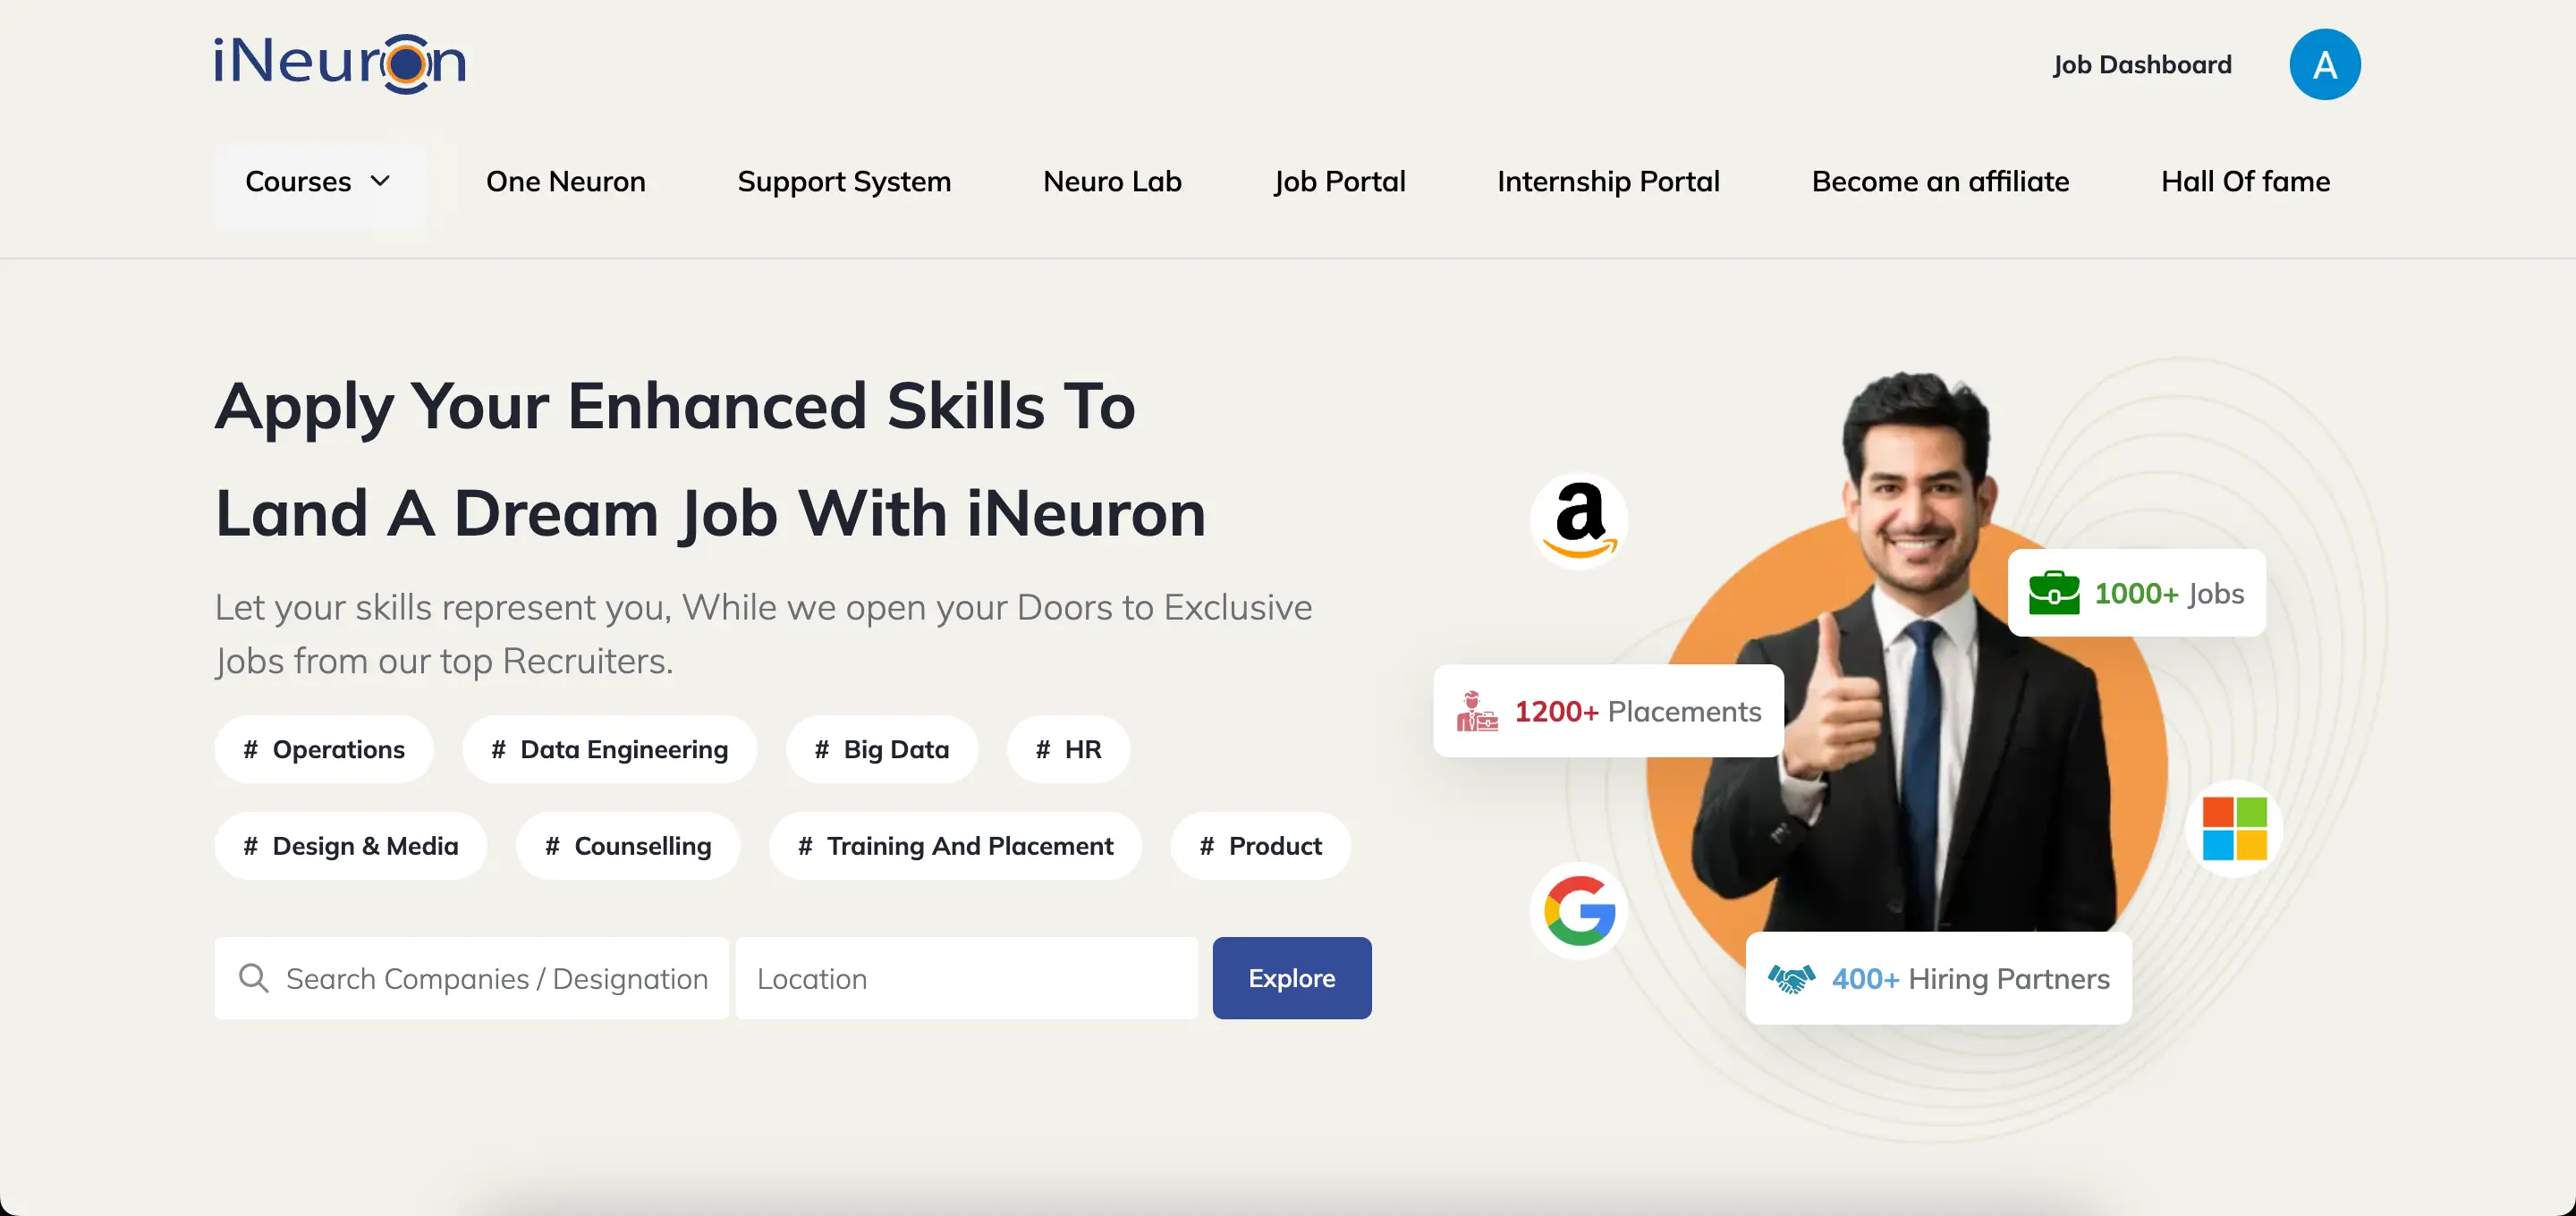 iNeuron
Job Dashboard
A
Courses
One Neuron
Support System
Neuro Lab
Job Portal
Internship Portal
Become an affiliate
Hall Of fame
Apply Your Enhanced Skills To
Land A Dream Job With iNeuron
Let your skills represent you, While we open your Doors to Exclusive
Jobs from our top Recruiters.
# Operations
# Data Engineering
# Big Data
# HR
# Design & Media
# Counselling
# Training And Placement
# Product
Search Companies / Designation
Location
Explore
a
1000+ Jobs
1200+ Placements
G
400+ Hiring Partners